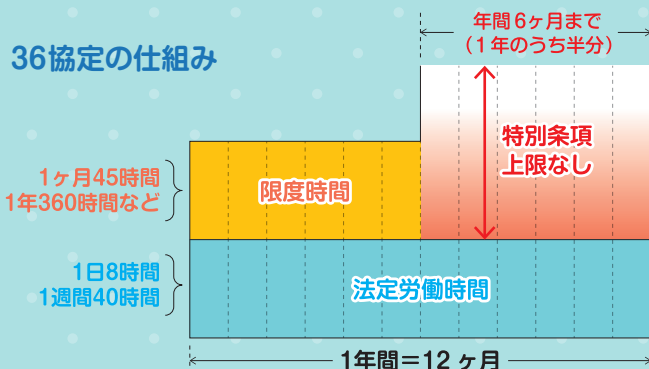 36協定の仕組み
年間6ヶ月まで
（1年のうち半分）
特別条項
上限なし
1ヶ月45時間
1年360時間など
限度時間
1日8時間
1週間40時間
法定労働時間
1年間＝12ヶ月